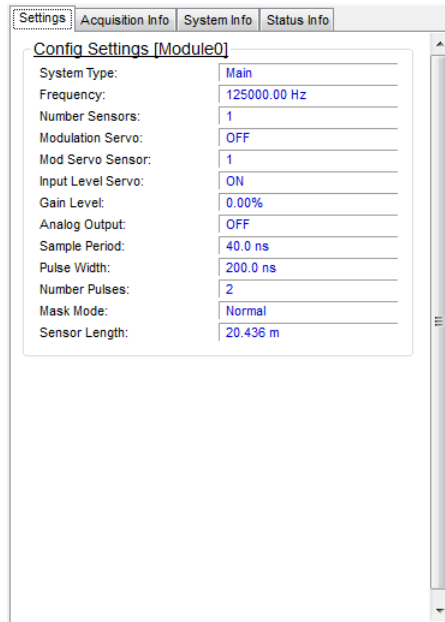 Settings Acquisition Info System Info Status Info
Config Settings [Module0]
System Type: Main
Frequency: 125000.00 Hz
Number Sensors: 1
Modulation Servo: OFF
Mod Servo Sensor: 1
Input Level Servo: ON
Gain Level: 0.00%
Analog Output: OFF
Sample Period: 40.0 ns
Pulse Width: 200.0 ns
Number Pulses: 2
Mask Mode: Normal
Sensor Length: 20.436 m